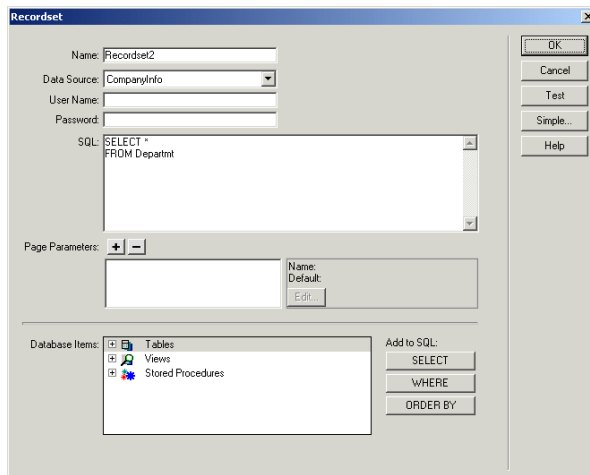 Recordset
Name: Recordset2
Data Source: CompanyInfo
User Name:
Password:
SQL: SELECT *
FROM Departmt
Page Parameters:
Name:
Default:
Edit...
Database Items:
Tables
Views
Stored Procedures
Add to SQL:
SELECT
WHERE
ORDER BY
OK
Cancel
Test
Simple...
Help